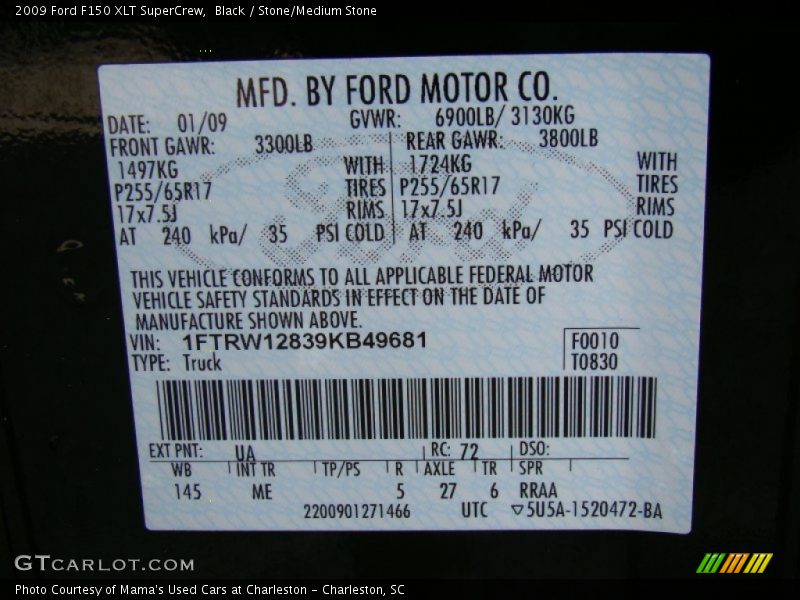 2009 Ford F150 XLT SuperCrew,  Black / Stone/Medium Stone
MFD. BY FORD MOTOR CO.
DATE: 01/09 GVWR: 6900LB/ 3130KG
FRONT GAWR: 3300LB REAR GAWR: 3800LB
1497KG WITH 1724KG WITH
P255/65R17 TIRES P255/65R17 TIRES
17x7.5J RIMS 17x7.5J RIMS
AT 240 kPa/ 35 PSI COLD AT 240 kPa/ 35 PSI COLD
THIS VEHICLE CONFORMS TO ALL APPLICABLE FEDERAL MOTOR
VEHICLE SAFETY STANDARDS IN EFFECT ON THE DATE OF
MANUFACTURE SHOWN ABOVE.
VIN: 1FTRW12839KB49681 F0010
TYPE: Truck T0830
EXT PNT: UA RC: 72 DSO:
WB INT TR TP/PS R AXLE TR SPR
145 ME 5 27 6 RRAA
2200901271466 UTC ▽5U5A-1520472-BA
GTCARLOT.COM
Photo Courtesy of Mama's Used Cars at Charleston - Charleston, SC